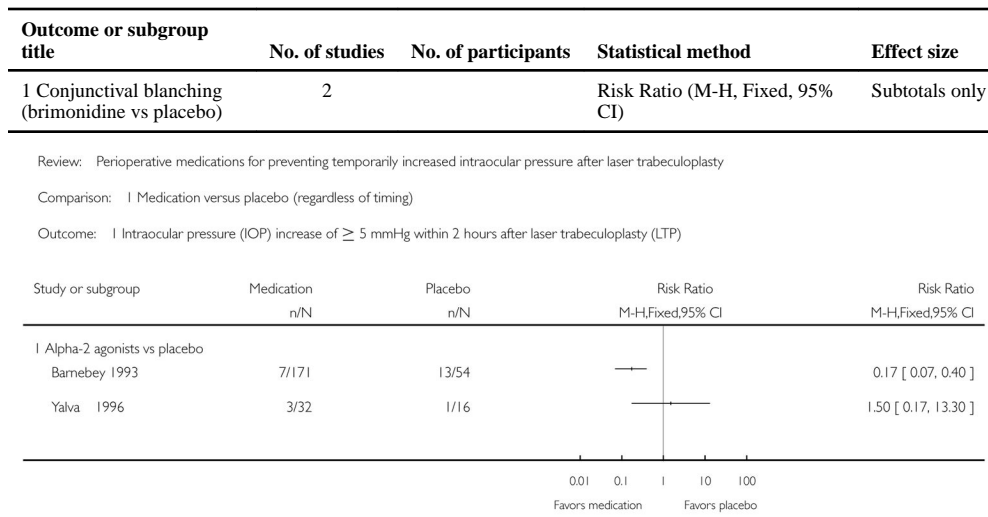 Outcome or subgroup title No. of studies No. of participants Statistical method Effect size
1 Conjunctival blanching (brimonidine vs placebo) 2 Risk Ratio (M-H, Fixed, 95% CI) Subtotals only
Review: Perioperative medications for preventing temporarily increased intraocular pressure after laser trabeculoplasty
Comparison: 1 Medication versus placebo (regardless of timing)
Outcome: 1 Intraocular pressure (IOP) increase of ≥ 5 mmHg within 2 hours after laser trabeculoplasty (LTP)
Study or subgroup Medication Placebo Risk Ratio Risk Ratio
n/N n/N M-H,Fixed,95% CI M-H,Fixed,95% CI
1 Alpha-2 agonists vs placebo
Barnebey 1993 7/171 13/54 0.17 [ 0.07, 0.40 ]
Yalva 1996 3/32 1/16 1.50 [ 0.17, 13.30 ]
0.01 0.1 1 10 100
Favors medication Favors placebo